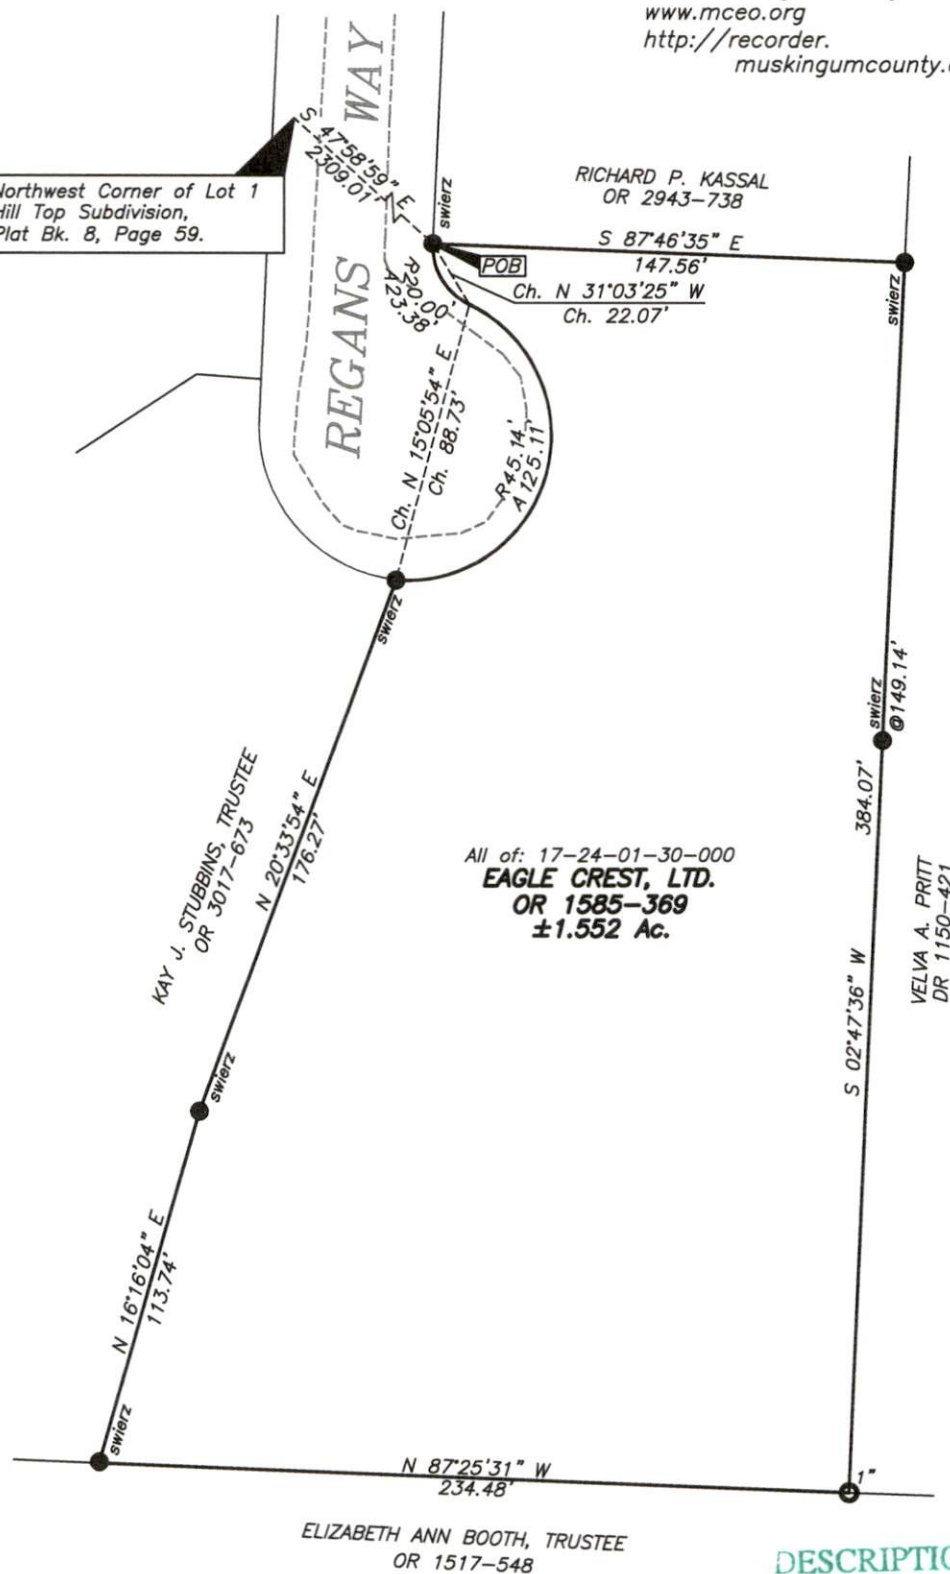 www.mceo.org
http://recorder.
S 47°58'59" E
2309.01'
Northwest Corner of Lot 1
Hill Top Subdivision,
Plat Bk. 8, Page 59.
REGANS WAY
swierz
RICHARD P. KASSAL
OR 2943-738
S 87°46'35" E
147.56'
POB
Ch. N 31°03'25" W
Ch. 22.07'
R20.00'
A23.38'
swierz
Ch. N 15°05'54" E
Ch. 88.73'
R45.14'
A 125.11'
swierz
swierz
@149.14'
KAY J. STUBBINS, TRUSTEE
OR 3017-673
N 20°33'54" E
176.27'
384.07'
All of: 17-24-01-30-000
EAGLE CREST, LTD.
OR 1585-369
±1.552 Ac.
VELVA A. PRITT
DR 1150-421
S 02°47'36" W
swierz
N 16°16'04" E
113.74'
swierz
N 87°25'31" W
234.48'
1"
ELIZABETH ANN BOOTH, TRUSTEE
OR 1517-548